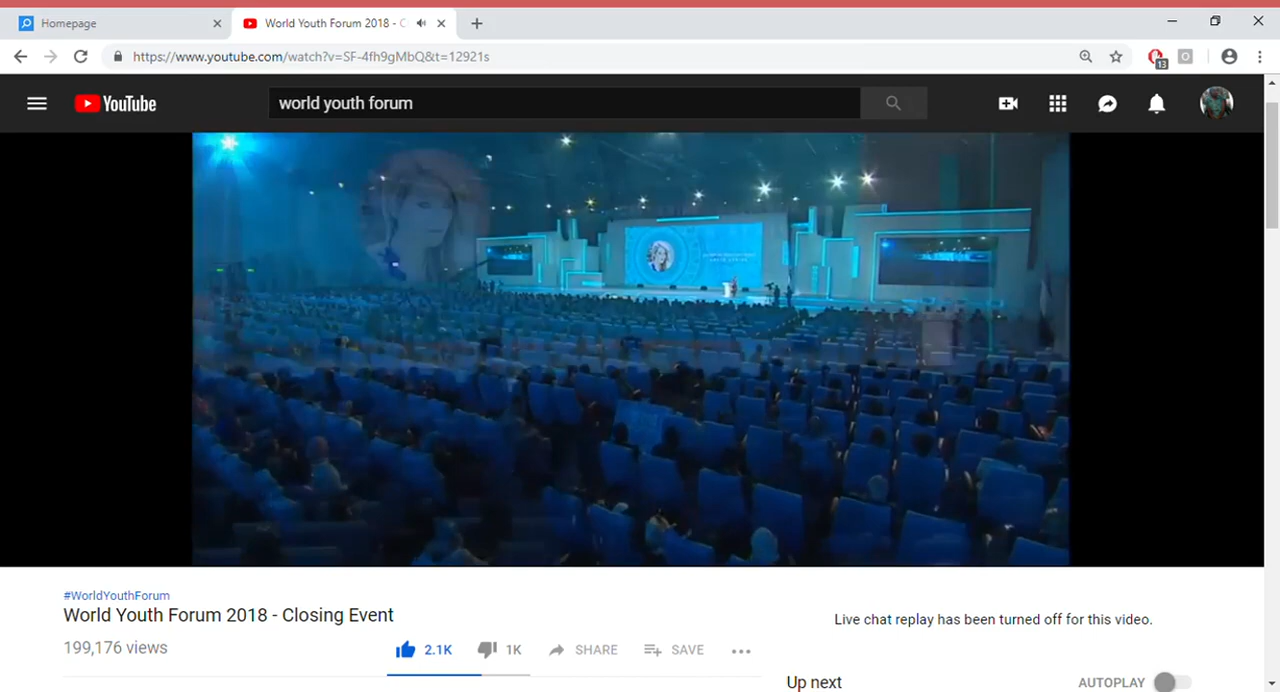 Homepage
World Youth Forum 2018 - C
https://www.youtube.com/watch?v=SF-4fh9gMbQ&t=12921s
13
YouTube
world youth forum
#WorldYouthForum
World Youth Forum 2018 - Closing Event
199,176 views
2.1K
1K
SHARE
SAVE
Live chat replay has been turned off for this video.
Up next
AUTOPLAY